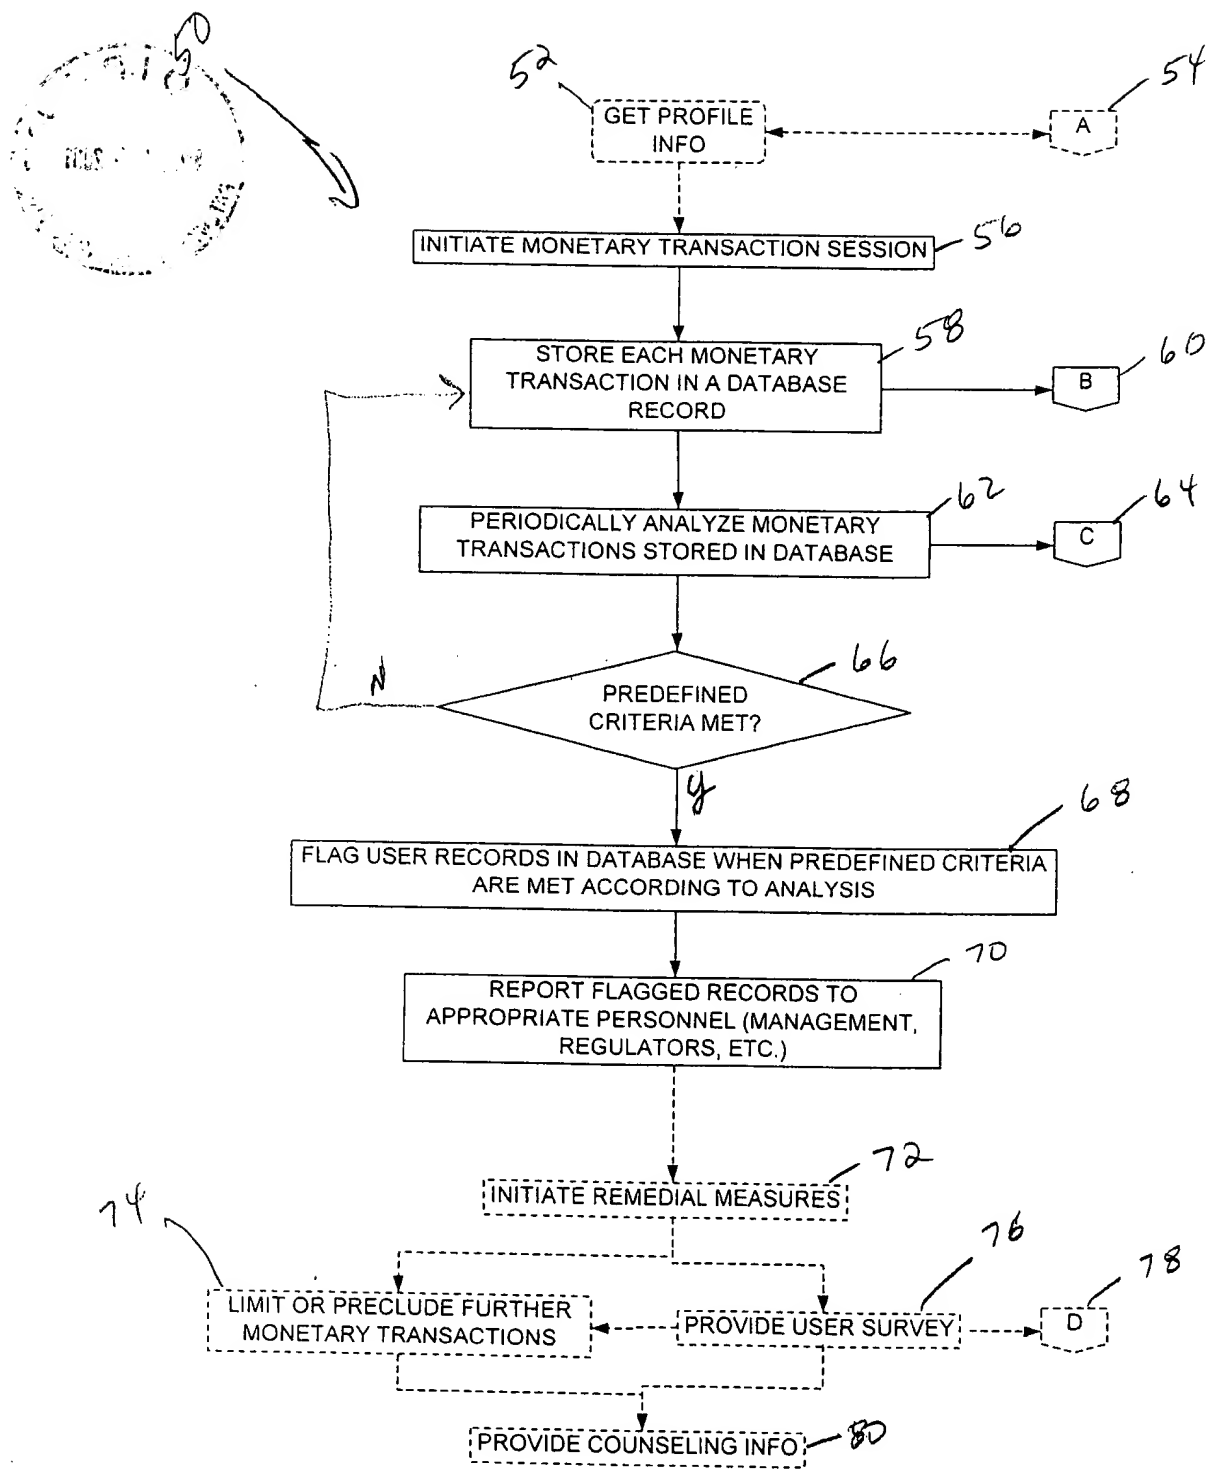 50
52
54
GET PROFILE
INFO
A
INITIATE MONETARY TRANSACTION SESSION
56
58
STORE EACH MONETARY
TRANSACTION IN A DATABASE
RECORD
60
B
62
PERIODICALLY ANALYZE MONETARY
TRANSACTIONS STORED IN DATABASE
64
C
66
PREDEFINED
CRITERIA MET?
N
y
68
FLAG USER RECORDS IN DATABASE WHEN PREDEFINED CRITERIA
ARE MET ACCORDING TO ANALYSIS
70
REPORT FLAGGED RECORDS TO
APPROPRIATE PERSONNEL (MANAGEMENT,
REGULATORS, ETC.)
72
INITIATE REMEDIAL MEASURES
74
76
78
LIMIT OR PRECLUDE FURTHER
MONETARY TRANSACTIONS
PROVIDE USER SURVEY
D
PROVIDE COUNSELING INFO
80